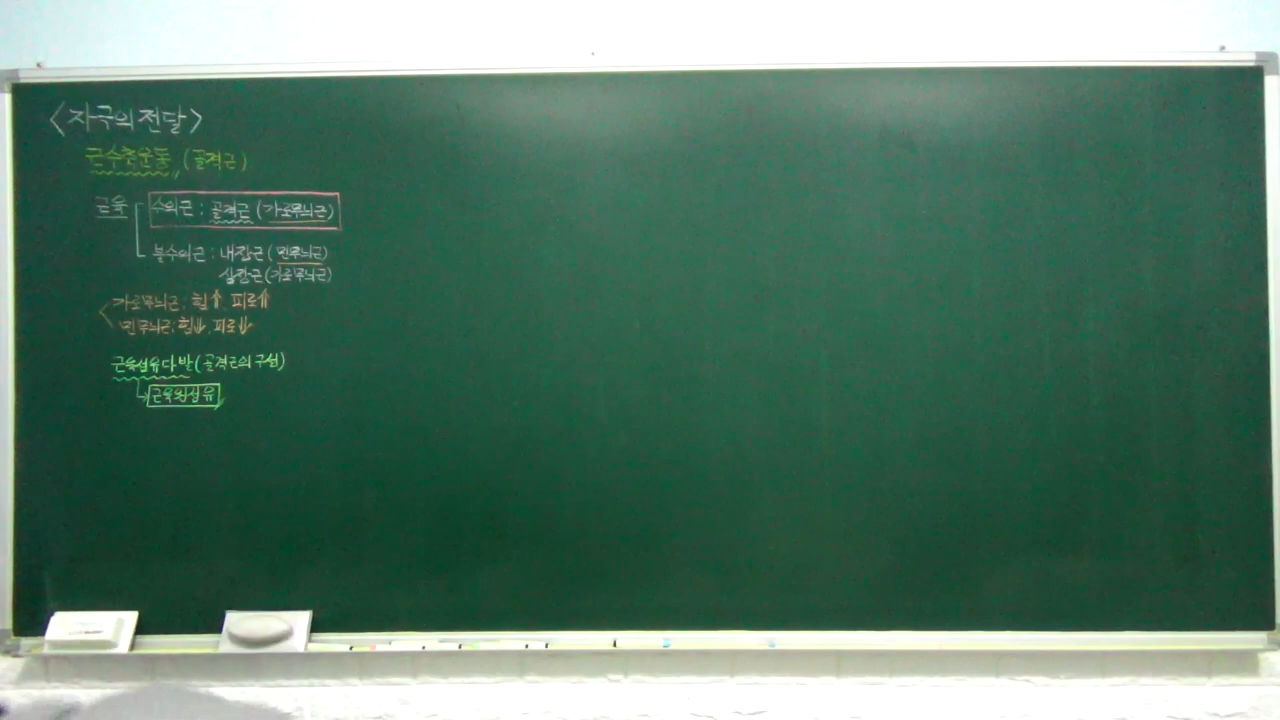 <자극의 전달>
근수축운동, (골격근)
근육
수의근 : 골격근 (가로무늬근)
불수의근 : 내장근 (민무늬근)
심장근 (가로무늬근)
가로무늬근 : 힘↑ 피로↑
민무늬근 : 힘↓, 피로↓
근육섬유다발 (골격근의 구성)
↳ 근육원섬유